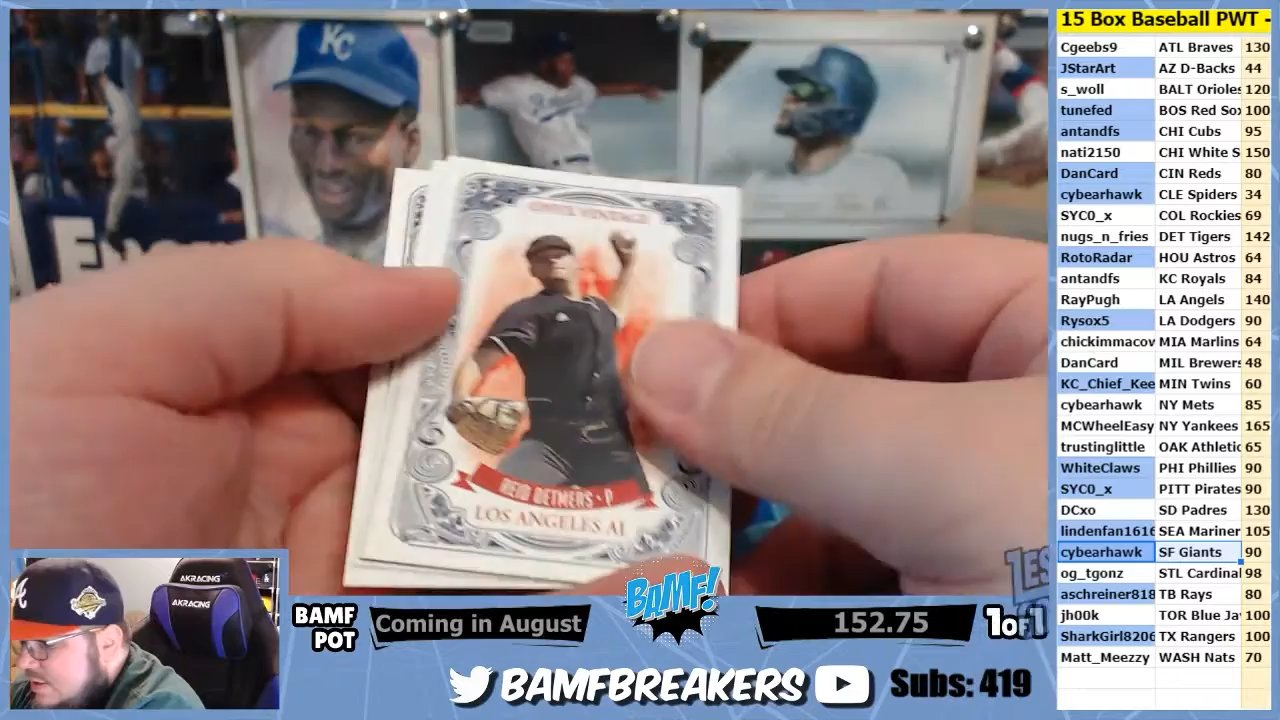 15 Box Baseball PWT -
Cgeebs9 ATL Braves 130
JStarArt AZ D-Backs 44
s_woll BALT Orioles 120
tunefed BOS Red Sox 100
antandfs CHI Cubs 95
nati2150 CHI White S 150
DanCard CIN Reds 80
cybearhawk CLE Spiders 34
SYC0_x COL Rockies 69
nugs_n_fries DET Tigers 142
RotoRadar HOU Astros 64
antandfs KC Royals 84
RayPugh LA Angels 140
Rysox5 LA Dodgers 90
chickimmacov MIA Marlins 64
DanCard MIL Brewers 48
KC_Chief_Kee MIN Twins 60
cybearhawk NY Mets 85
MCWheelEasy NY Yankees 165
trustinglittle OAK Athletic 65
WhiteClaws PHI Phillies 90
SYC0_x PITT Pirates 90
DCxo SD Padres 130
lindenfan1616 SEA Mariner 105
cybearhawk SF Giants 90
og_tgonz STL Cardinal 98
aschreiner818 TB Rays 80
jh00k TOR Blue Ja 100
SharkGirl8206 TX Rangers 100
Matt_Meezzy WASH Nats 70
KC
REID DETMERS • P
LOS ANGELES AL
AKRACING
AKRACING
BAMF
POT
Coming in August
BAMF!
152.75
1of1
BAMFBREAKERS
Subs: 419